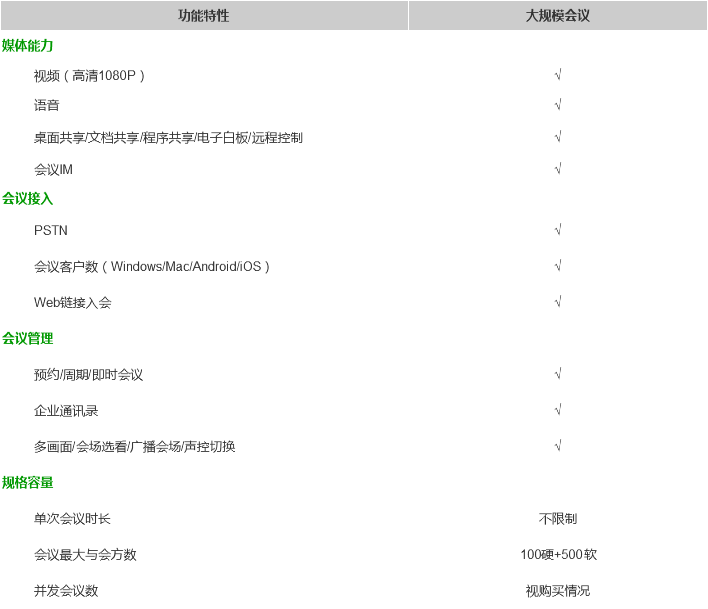 功能特性 大规模会议
媒体能力
视频（高清1080P） √
语音 √
桌面共享/文档共享/程序共享/电子白板/远程控制 √
会议IM √
会议接入
PSTN √
会议客户数（Windows/Mac/Android/iOS） √
Web链接入会 √
会议管理
预约/周期/即时会议 √
企业通讯录 √
多画面/会场选看/广播会场/声控切换 √
规格容量
单次会议时长 不限制
会议最大与会方数 100硬+500软
并发会议数 视购买情况